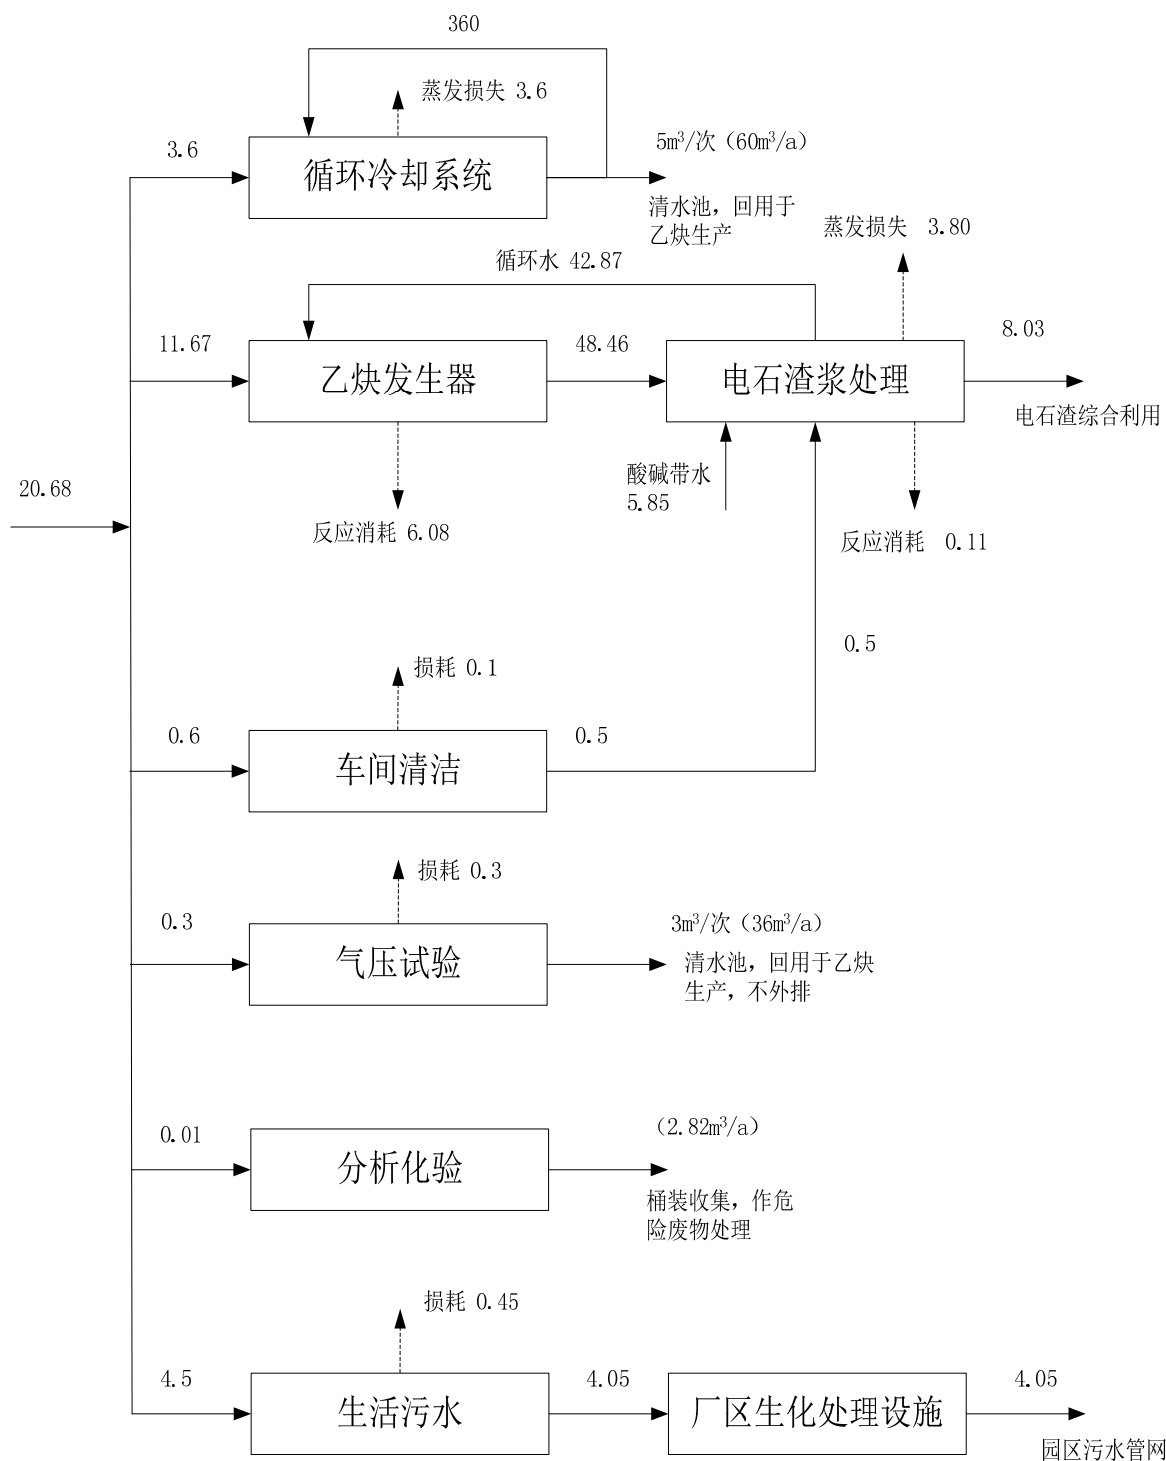 360
蒸发损失 3.6
3.6
循环冷却系统
5m³/次（60m³/a）
清水池，回用于
乙炔生产
蒸发损失 3.80
循环水 42.87
11.67
乙炔发生器
48.46
电石渣浆处理
8.03
电石渣综合利用
酸碱带水
5.85
20.68
反应消耗 6.08
反应消耗 0.11
0.5
损耗 0.1
0.6
车间清洁
0.5
损耗 0.3
0.3
气压试验
3m³/次（36m³/a）
清水池，回用于乙炔
生产，不外排
0.01
分析化验
（2.82m³/a）
桶装收集，作危
险废物处理
损耗 0.45
4.5
生活污水
4.05
厂区生化处理设施
4.05
园区污水管网